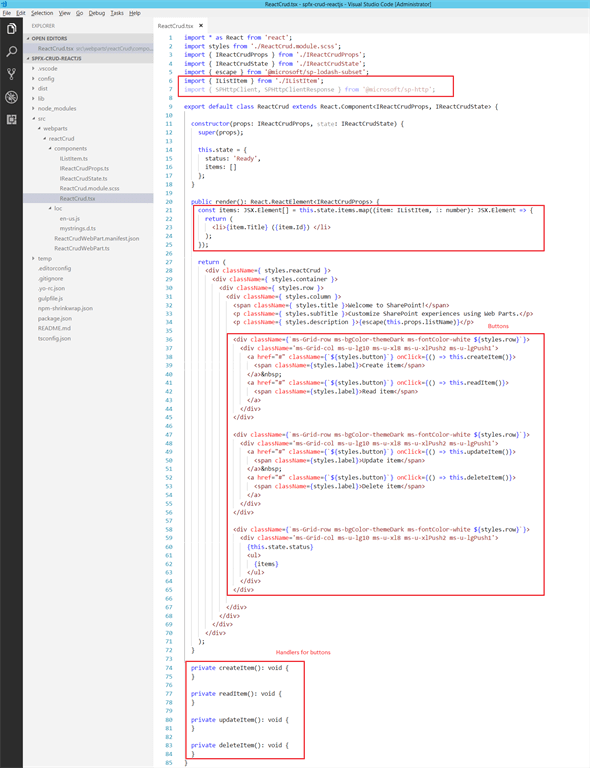 ReactCrud.tsx - spfx-crud-reactjs - Visual Studio Code [Administrator]
File Edit Selection View Go Debug Tasks Help
EXPLORER
OPEN EDITORS
ReactCrud.tsx src\webparts\reactCrud\compo...
SPFX-CRUD-REACTJS
.vscode
config
dist
lib
node_modules
src
webparts
reactCrud
components
IListItem.ts
IReactCrudProps.ts
IReactCrudState.ts
ReactCrud.module.scss
ReactCrud.tsx
loc
en-us.js
mystrings.d.ts
ReactCrudWebPart.manifest.json
ReactCrudWebPart.ts
temp
.editorconfig
.gitignore
.yo-rc.json
gulpfile.js
npm-shrinkwrap.json
package.json
README.md
tsconfig.json
ReactCrud.tsx ×
1 import * as React from 'react';
2 import styles from './ReactCrud.module.scss';
3 import { IReactCrudProps } from './IReactCrudProps';
4 import { IReactCrudState } from './IReactCrudState';
5 import { escape } from '@microsoft/sp-lodash-subset';
6 import { IListItem } from './IListItem';
7 import { SPHttpClient, SPHttpClientResponse } from '@microsoft/sp-http';
8
9 export default class ReactCrud extends React.Component<IReactCrudProps, IReactCrudState> {
10
11 constructor(props: IReactCrudProps, state: IReactCrudState) {
12 super(props);
13
14 this.state = {
15 status: 'Ready',
16 items: []
17 };
18 }
19
20 public render(): React.ReactElement<IReactCrudProps> {
21 const items: JSX.Element[] = this.state.items.map((item: IListItem, i: number): JSX.Element => {
22 return (
23 <li>{item.Title} ({item.Id}) </li>
24 );
25 });
26
27 return (
28 <div className={ styles.reactCrud }>
29 <div className={ styles.container }>
30 <div className={ styles.row }>
31 <div className={ styles.column }>
32 <span className={ styles.title }>Welcome to SharePoint!</span>
33 <p className={ styles.subTitle }>Customize SharePoint experiences using Web Parts.</p>
34 <p className={ styles.description }>{escape(this.props.listName)}</p>
35
Buttons
36 <div className={`ms-Grid-row ms-bgColor-themeDark ms-fontColor-white ${styles.row}`}>
37 <div className='ms-Grid-col ms-u-lg10 ms-u-xl8 ms-u-xlPush2 ms-u-lgPush1'>
38 <a href="#" className={`${styles.button}`} onClick={() => this.createItem()}>
39 <span className={styles.label}>Create item</span>
40 </a>&nbsp;
41 <a href="#" className={`${styles.button}`} onClick={() => this.readItem()}>
42 <span className={styles.label}>Read item</span>
43 </a>
44 </div>
45 </div>
46
47 <div className={`ms-Grid-row ms-bgColor-themeDark ms-fontColor-white ${styles.row}`}>
48 <div className='ms-Grid-col ms-u-lg10 ms-u-xl8 ms-u-xlPush2 ms-u-lgPush1'>
49 <a href="#" className={`${styles.button}`} onClick={() => this.updateItem()}>
50 <span className={styles.label}>Update item</span>
51 </a>&nbsp;
52 <a href="#" className={`${styles.button}`} onClick={() => this.deleteItem()}>
53 <span className={styles.label}>Delete item</span>
54 </a>
55 </div>
56 </div>
57
58 <div className={`ms-Grid-row ms-bgColor-themeDark ms-fontColor-white ${styles.row}`}>
59 <div className='ms-Grid-col ms-u-lg10 ms-u-xl8 ms-u-xlPush2 ms-u-lgPush1'>
60 {this.state.status}
61 <ul>
62 {items}
63 </ul>
64 </div>
65 </div>
66
67 </div>
68 </div>
69 </div>
70 </div>
71 );
72 }
Handlers for buttons
73
74 private createItem(): void {
75 }
76
77 private readItem(): void {
78 }
79
80 private updateItem(): void {
81 }
82
83 private deleteItem(): void {
84 }
85 }